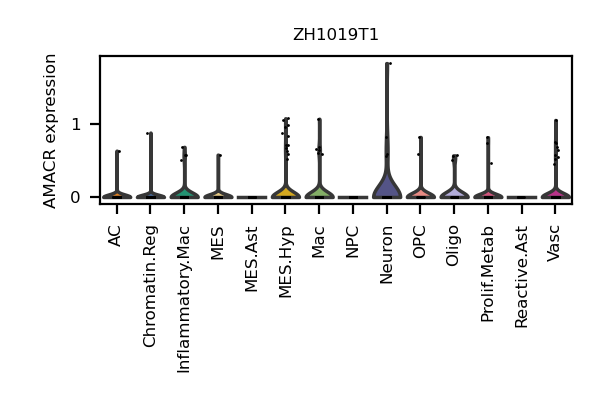 ZH1019T1
AMACR expression
1
0
AC
Chromatin.Reg
Inflammatory.Mac
MES
MES.Ast
MES.Hyp
Mac
NPC
Neuron
OPC
Oligo
Prolif.Metab
Reactive.Ast
Vasc